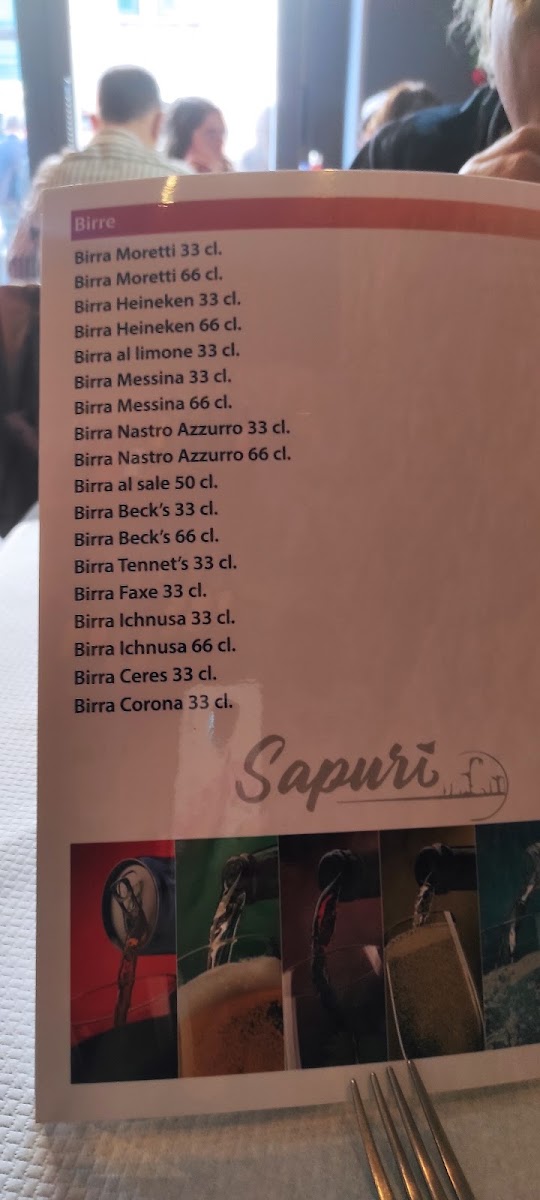 Birre
Birra Moretti 33 cl.
Birra Moretti 66 cl.
Birra Heineken 33 cl.
Birra Heineken 66 cl.
Birra al limone 33 cl.
Birra Messina 33 cl.
Birra Messina 66 cl.
Birra Nastro Azzurro 33 cl.
Birra Nastro Azzurro 66 cl.
Birra al sale 50 cl.
Birra Beck's 33 cl.
Birra Beck's 66 cl.
Birra Tennet's 33 cl.
Birra Faxe 33 cl.
Birra Ichnusa 33 cl.
Birra Ichnusa 66 cl.
Birra Ceres 33 cl.
Birra Corona 33 cl.
Sapuri